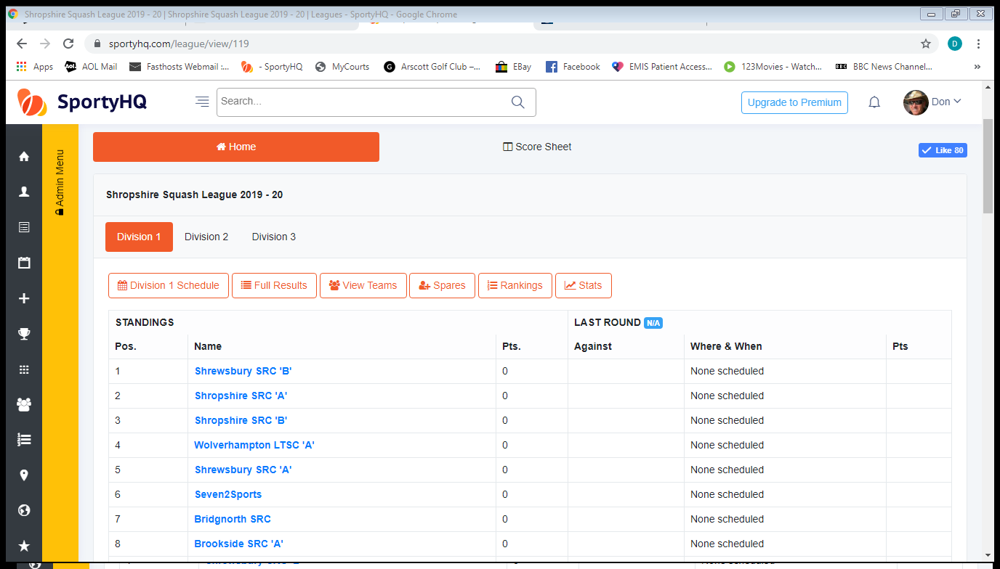 Shropshire Squash League 2019 - 20 | Shropshire Squash League 2019 - 20 | Leagues - SportyHQ - Google Chrome
sportyhq.com/league/view/119 D
Apps Aol. AOL Mail Fasthosts Webmail :... - SportyHQ MyCourts G Arscott Golf Club –... EBay Facebook EMIS Patient Access... 123Movies - Watch... BBC BBC News Channel... »
SportyHQ Search... Upgrade to Premium Don
Admin Menu
Home Score Sheet Like 80
Shropshire Squash League 2019 - 20
Division 1 Division 2 Division 3
Division 1 Schedule Full Results View Teams Spares Rankings Stats
STANDINGS LAST ROUND N/A
Pos. Name Pts. Against Where & When Pts
1 Shrewsbury SRC 'B' 0 None scheduled
2 Shropshire SRC 'A' 0 None scheduled
3 Shropshire SRC 'B' 0 None scheduled
4 Wolverhampton LTSC 'A' 0 None scheduled
5 Shrewsbury SRC 'A' 0 None scheduled
6 Seven2Sports 0 None scheduled
7 Bridgnorth SRC 0 None scheduled
8 Brookside SRC 'A' 0 None scheduled